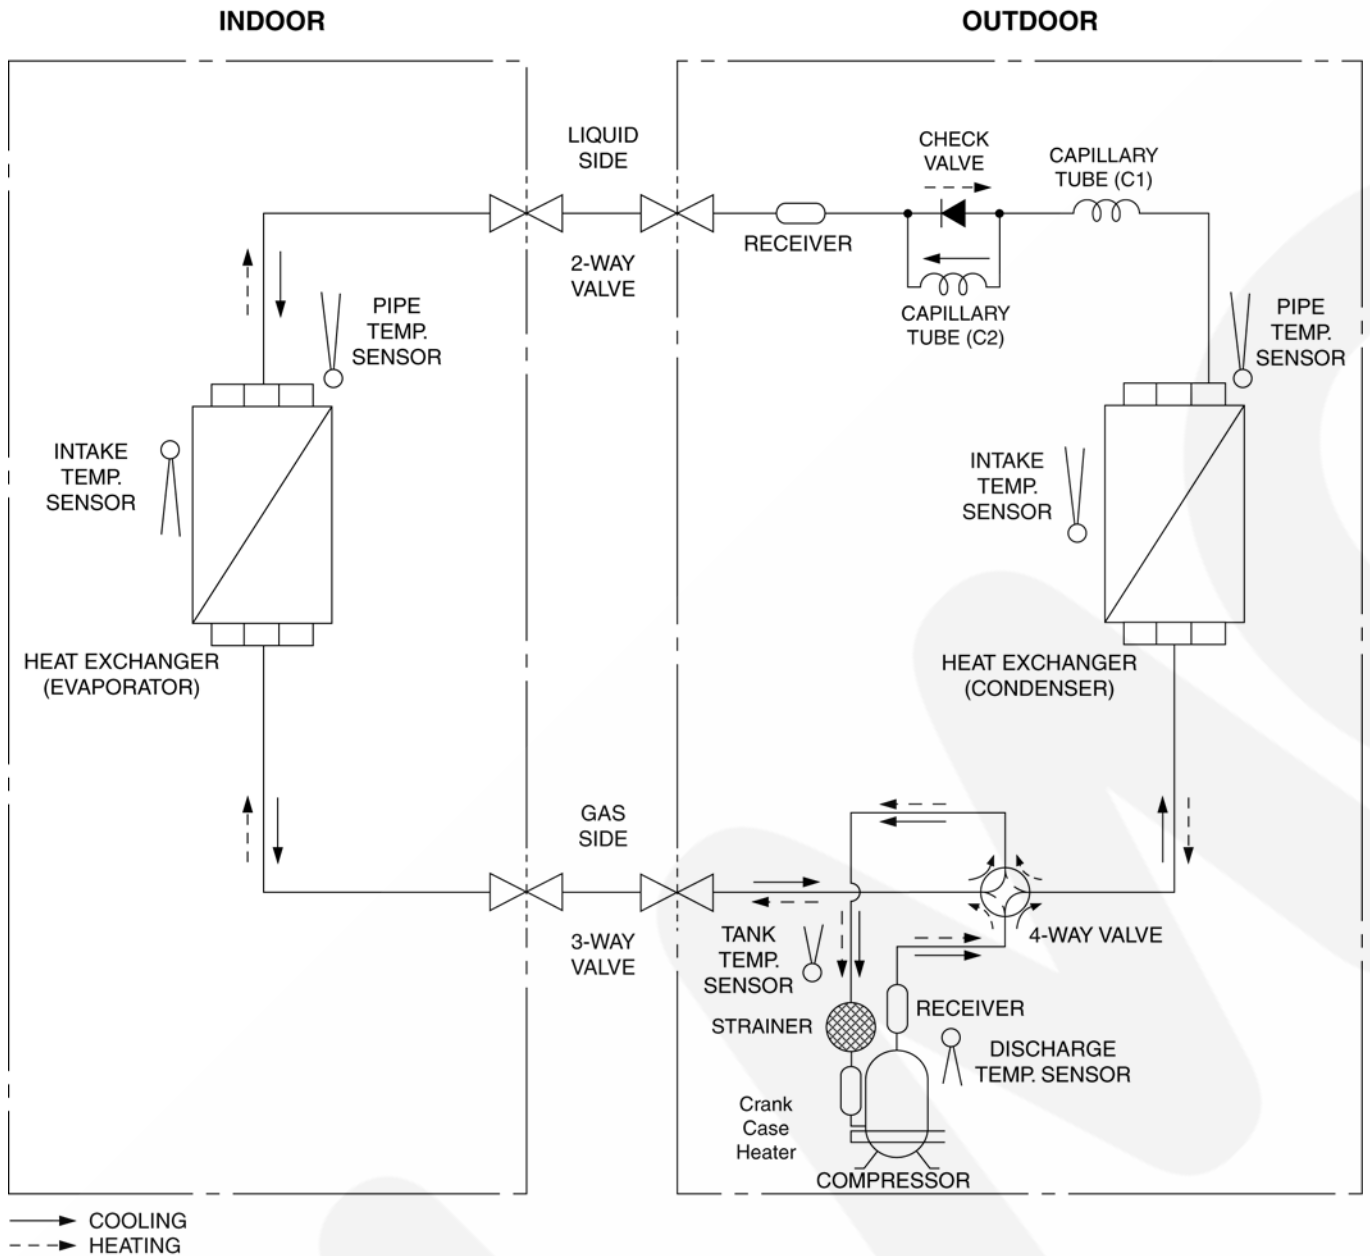 INDOOR
OUTDOOR
LIQUID
SIDE
CHECK
VALVE
CAPILLARY
TUBE (C1)
RECEIVER
2-WAY
VALVE
CAPILLARY
TUBE (C2)
PIPE
TEMP.
SENSOR
PIPE
TEMP.
SENSOR
INTAKE
TEMP.
SENSOR
INTAKE
TEMP.
SENSOR
HEAT EXCHANGER
(EVAPORATOR)
HEAT EXCHANGER
(CONDENSER)
GAS
SIDE
3-WAY
VALVE
TANK
TEMP.
SENSOR
4-WAY VALVE
STRAINER
RECEIVER
DISCHARGE
TEMP. SENSOR
Crank
Case
Heater
COMPRESSOR
COOLING
HEATING